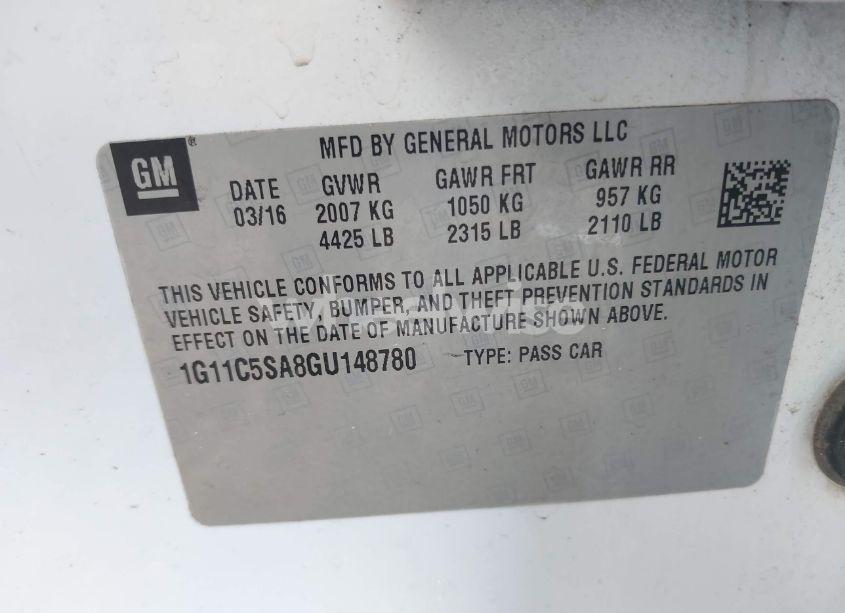 GM
MFD BY GENERAL MOTORS LLC
DATE GVWR GAWR FRT GAWR RR
03/16 2007 KG 1050 KG 957 KG
4425 LB 2315 LB 2110 LB
THIS VEHICLE CONFORMS TO ALL APPLICABLE U.S. FEDERAL MOTOR
VEHICLE SAFETY, BUMPER, AND THEFT PREVENTION STANDARDS IN
EFFECT ON THE DATE OF MANUFACTURE SHOWN ABOVE.
1G11C5SA8GU148780 TYPE: PASS CAR